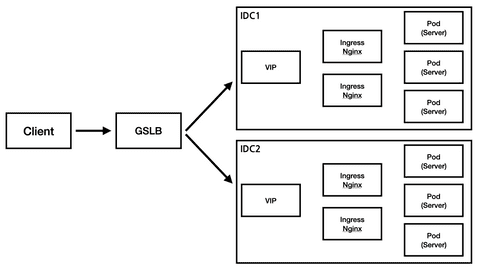 Client
GSLB
IDC1
VIP
Ingress
Nginx
Ingress
Nginx
Pod
(Server)
Pod
(Server)
Pod
(Server)
IDC2
VIP
Ingress
Nginx
Ingress
Nginx
Pod
(Server)
Pod
(Server)
Pod
(Server)